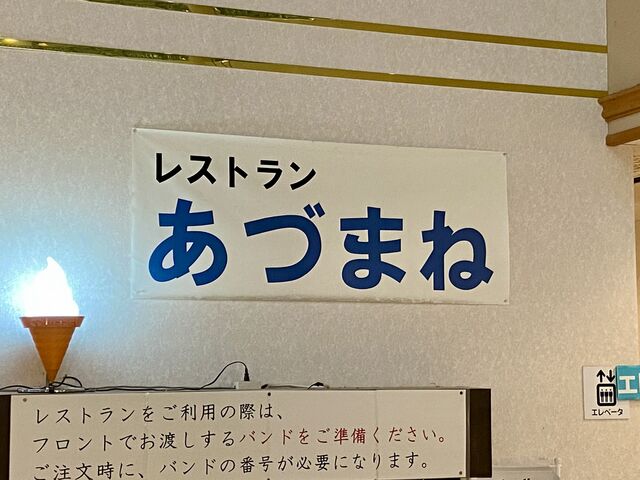 レストラン
あづまね
レストランをご利用の際は、
フロントでお渡しするバンドをご準備ください。
ご注文時に、バンドの番号が必要になります。
エレベータ
エ